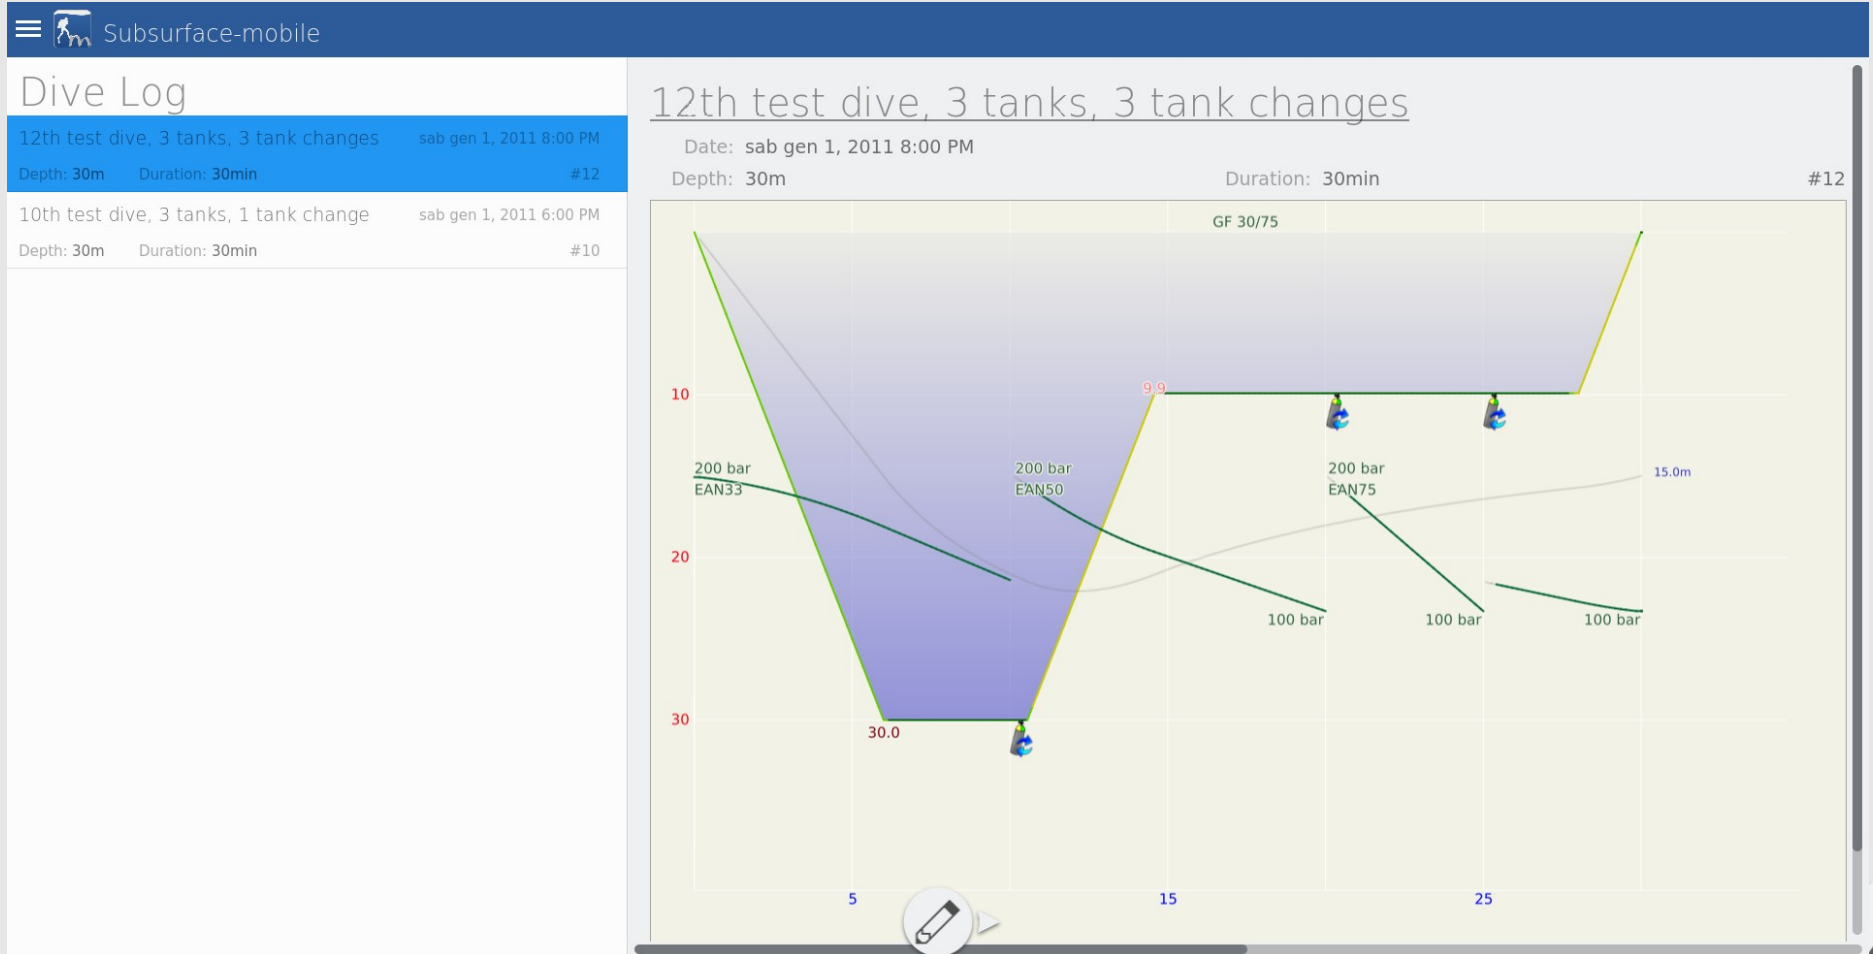 Subsurface-mobile
Dive Log
12th test dive, 3 tanks, 3 tank changes sab gen 1, 2011 8:00 PM
Depth: 30m Duration: 30min #12
10th test dive, 3 tanks, 1 tank change sab gen 1, 2011 6:00 PM
Depth: 30m Duration: 30min #10
12th test dive, 3 tanks, 3 tank changes
Date: sab gen 1, 2011 8:00 PM
Depth: 30m Duration: 30min #12
GF 30/75
9.9
10
200 bar 200 bar 200 bar 15.0m
EAN33 EAN50 EAN75
20
100 bar 100 bar 100 bar
30
30.0
5 15 25